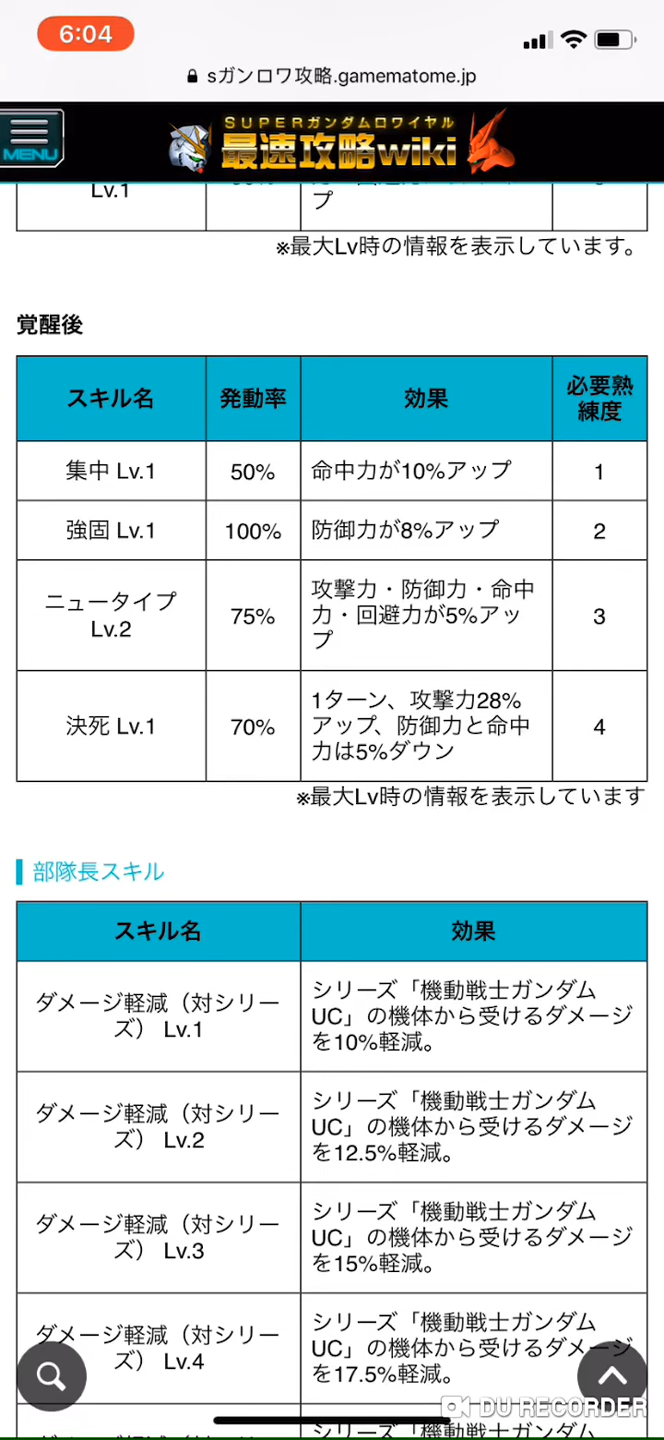 6:04
sガンロワ攻略.gamematome.jp
MENU
SUPERガンダムロワイヤル
最速攻略wiki
Lv.1
プ
※最大Lv時の情報を表示しています。
覚醒後
スキル名 発動率 効果 必要熟
練度
集中 Lv.1 50% 命中力が10%アップ 1
強固 Lv.1 100% 防御力が8%アップ 2
ニュータイプ
Lv.2
75%
攻撃力・防御力・命中
力・回避力が5%アッ
プ
3
決死 Lv.1
70%
1ターン、攻撃力28%
アップ、防御力と命中
力は5%ダウン
4
※最大Lv時の情報を表示しています
部隊長スキル
スキル名 効果
ダメージ軽減（対シリー
ズ） Lv.1
シリーズ「機動戦士ガンダム
UC」の機体から受けるダメージ
を10%軽減。
ダメージ軽減（対シリー
ズ） Lv.2
シリーズ「機動戦士ガンダム
UC」の機体から受けるダメージ
を12.5%軽減。
ダメージ軽減（対シリー
ズ） Lv.3
シリーズ「機動戦士ガンダム
UC」の機体から受けるダメージ
を15%軽減。
ダメージ軽減（対シリー
ズ） Lv.4
シリーズ「機動戦士ガンダム
UC」の機体から受けるダメージ
を17.5%軽減。
DU RECORDER
シリーズ「機動戦士ガンダム